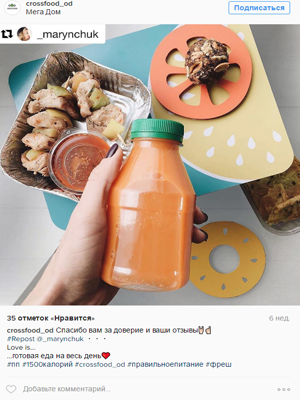 crossfood_od
Мега Дом
Подписаться
_marynchuk
35 отметок «Нравится»
6 нед.
crossfood_od Спасибо вам за доверие и ваши отзывы
#Repost @_marynchuk ・・・
Love is...
...готовая еда на весь день❤
#пп #1500калорий #crossfood_od #правильноепитание #фреш
Добавьте комментарий...